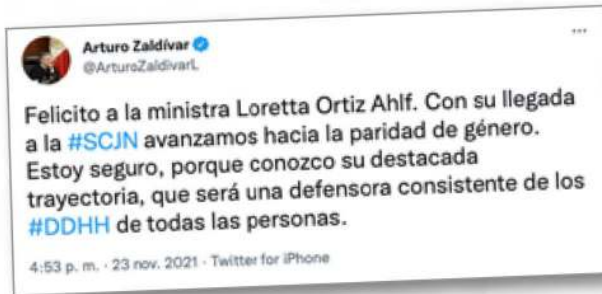 Arturo Zaldívar
@ArturoZaldivarL
Felicito a la ministra Loretta Ortiz Ahlf. Con su llegada
a la #SCJN avanzamos hacia la paridad de género.
Estoy seguro, porque conozco su destacada
trayectoria, que será una defensora consistente de los
#DDHH de todas las personas.
4:53 p. m. · 23 nov. 2021 · Twitter for iPhone